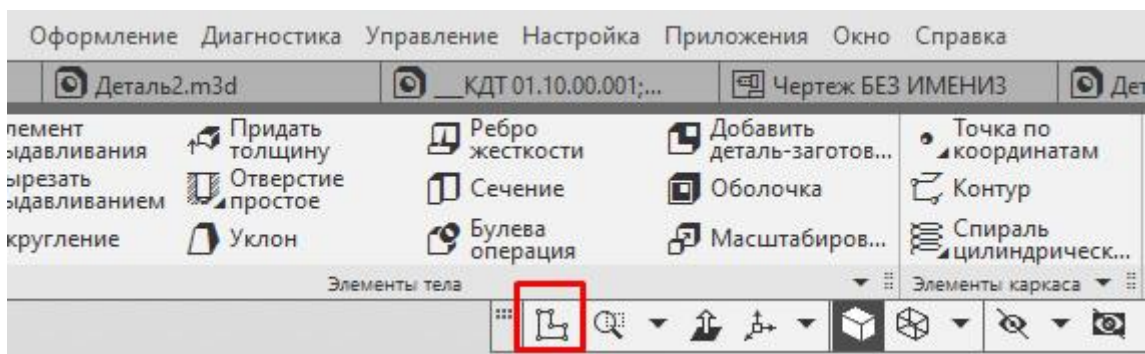 Оформление Диагностика Управление Настройка Приложения Окно Справка
Деталь2.m3d __КДТ 01.10.00.001;... Чертеж БЕЗ ИМЕНИ3 Дет
лемент Придать Ребро Добавить Точка по
ыдавливания толщину жесткости деталь-заготов... координатам
ырезать Отверстие Сечение Оболочка Контур
ыдавливанием простое
кругление Уклон Булева Масштабиров... Спираль
операция цилиндрическ...
Элементы тела Элементы каркаса